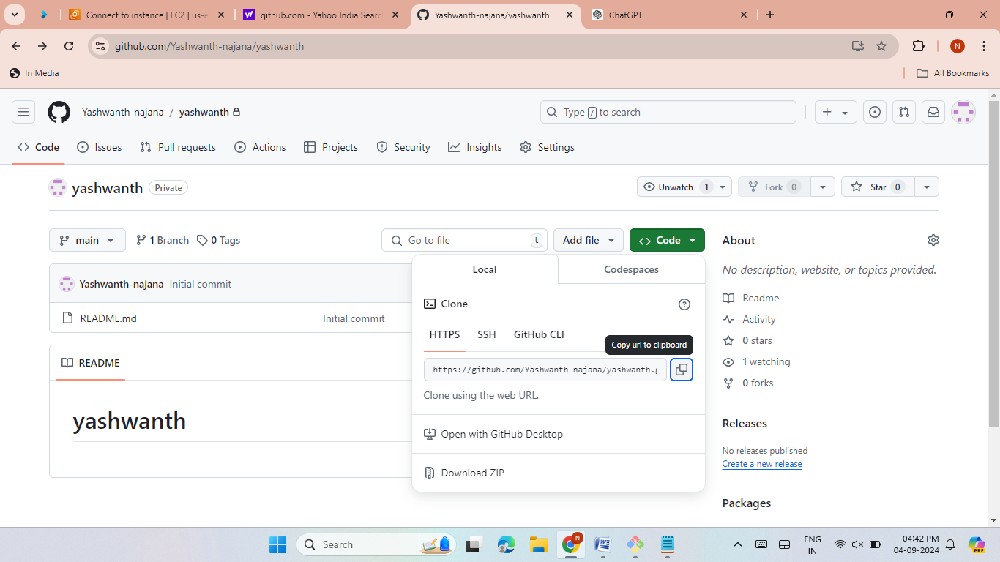 Connect to instance | EC2 | us-e
github.com - Yahoo India Searc
Yashwanth-najana/yashwanth
ChatGPT
github.com/Yashwanth-najana/yashwanth
N
In Media
All Bookmarks
Yashwanth-najana / yashwanth
Type / to search
Code
Issues
Pull requests
Actions
Projects
Security
Insights
Settings
yashwanth
Private
Unwatch 1
Fork 0
Star 0
main
1 Branch
0 Tags
Go to file
t
Add file
Code
About
No description, website, or topics provided.
Readme
Activity
0 stars
1 watching
0 forks
Releases
No releases published
Create a new release
Packages
Yashwanth-najana Initial commit
README.md
Initial commit
README
yashwanth
Local
Codespaces
Clone
HTTPS
SSH
GitHub CLI
Copy url to clipboard
https://github.com/Yashwanth-najana/yashwanth.g
Clone using the web URL.
Open with GitHub Desktop
Download ZIP
Search
N
ENG
IN
04:42 PM
04-09-2024
PRE